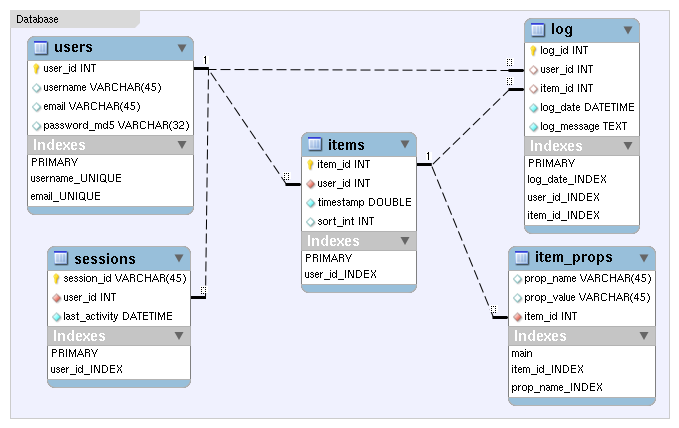 Database
users
user_id INT
username VARCHAR(45)
email VARCHAR(45)
password_md5 VARCHAR(32)
Indexes
PRIMARY
username_UNIQUE
email_UNIQUE
1
sessions
session_id VARCHAR(45)
user_id INT
last_activity DATETIME
Indexes
PRIMARY
user_id_INDEX
items
item_id INT
user_id INT
timestamp DOUBLE
sort_int INT
Indexes
PRIMARY
user_id_INDEX
1
log
log_id INT
user_id INT
item_id INT
log_date DATETIME
log_message TEXT
Indexes
PRIMARY
log_date_INDEX
user_id_INDEX
item_id_INDEX
item_props
prop_name VARCHAR(45)
prop_value VARCHAR(45)
item_id INT
Indexes
main
item_id_INDEX
prop_name_INDEX